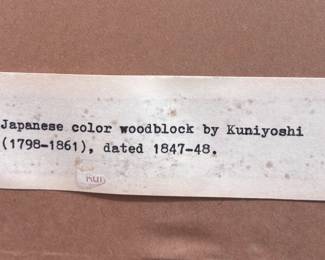 Japanese color woodblock by Kuniyoshi
(1798-1861), dated 1847-48.